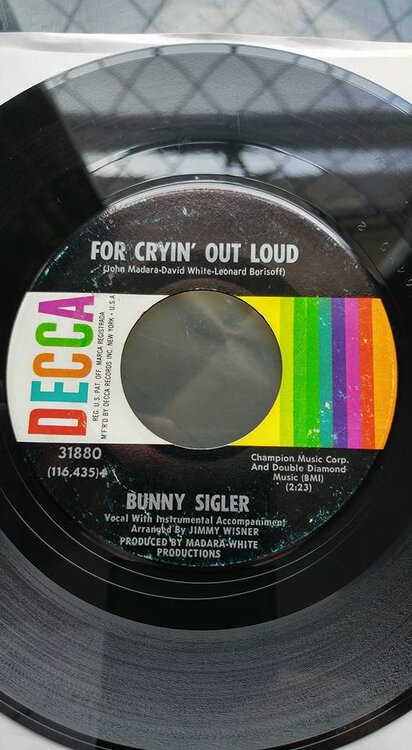 FOR CRYIN' OUT LOUD
(John Madara-David White-Leonard Borisoff)
DECCA
REG. U.S. PAT. OFF. MARCA REGISTRADA
M'F'R'D BY DECCA RECORDS INC. NEW YORK • U.S.A
31880
(116,435)+
Champion Music Corp.
And Double Diamond
Music (BMI)
(2:23)
BUNNY SIGLER
Vocal With Instrumental Accompaniment
Arranged By JIMMY WISNER
PRODUCED BY MADARA-WHITE
PRODUCTIONS